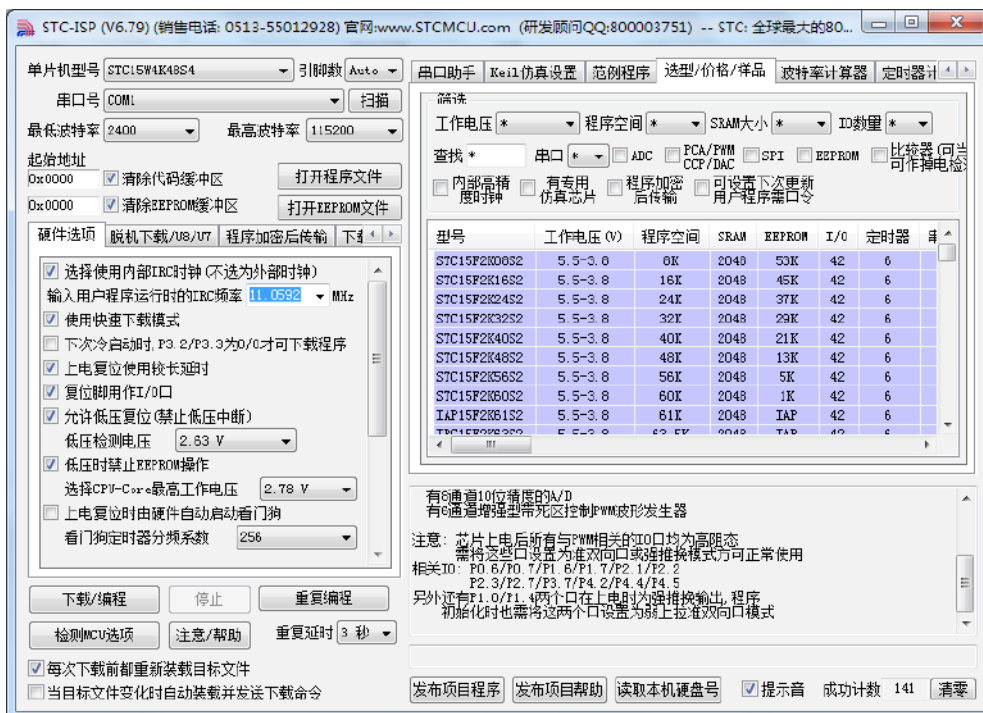 STC-ISP (V6.79) (销售电话: 0513-55012928) 官网:www.STCMCU.com (研发顾问QQ:800003751) -- STC: 全球最大的80...
单片机型号 STC15W4K48S4 引脚数 Auto
串口号 COM1 扫描
最低波特率 2400 最高波特率 115200
起始地址
0x0000 清除代码缓冲区 打开程序文件
0x0000 清除EEPROM缓冲区 打开EEPROM文件
硬件选项 脱机下载/U8/U7 程序加密后传输
选择使用内部IRC时钟(不选为外部时钟)
输入用户程序运行时的IRC频率 11.0592 MHz
使用快速下载模式
下次冷启动时,P3.2/P3.3为0/0才可下载程序
上电复位使用较长延时
复位脚用作I/O口
允许低压复位(禁止低压中断)
低压检测电压 2.63 V
低压时禁止EEPROM操作
选择CPU-Core最高工作电压 2.78 V
上电复位时由硬件自动启动看门狗
看门狗定时器分频系数 256
下载/编程 停止 重复编程
检测MCU选项 注意/帮助 重复延时 3 秒
每次下载前都重新装载目标文件
当目标文件变化时自动装载并发送下载命令
串口助手 Keil仿真设置 范例程序 选型/价格/样品 波特率计算器 定时器计
筛选
工作电压 * 程序空间 * SRAM大小 * IO数量 *
查找 * 串口 * ADC PCA/PWM CCP/DAC SPI EEPROM 比较器(可当 可作掉电检
内部高精度时钟 有专用仿真芯片 程序加密后传输 可设置下次更新用户程序需口令
型号 工作电压(V) 程序空间 SRAM EEPROM I/O 定时器 串
STC15F2K08S2 5.5-3.8 8K 2048 53K 42 6
STC15F2K16S2 5.5-3.8 16K 2048 45K 42 6
STC15F2K24S2 5.5-3.8 24K 2048 37K 42 6
STC15F2K32S2 5.5-3.8 32K 2048 29K 42 6
STC15F2K40S2 5.5-3.8 40K 2048 21K 42 6
STC15F2K48S2 5.5-3.8 48K 2048 13K 42 6
STC15F2K56S2 5.5-3.8 56K 2048 5K 42 6
STC15F2K60S2 5.5-3.8 60K 2048 1K 42 6
IAP15F2K61S2 5.5-3.8 61K 2048 IAP 42 6
有8通道10位精度的A/D
有6通道增强型带死区控制PWM波形发生器
注意: 芯片上电后所有与PWM相关的IO口均为高阻态
需将这些口设置为准双向口或强推挽模式方可正常使用
相关IO: P0.6/P0.7/P1.6/P1.7/P2.1/P2.2
P2.3/P2.7/P3.7/P4.2/P4.4/P4.5
另外还有P1.0/P1.4两个口在上电时为强推挽输出,程序
初始化时也需将这两个口设置为弱上拉准双向口模式
发布项目程序 发布项目帮助 读取本机硬盘号 提示音 成功计数 141 清零